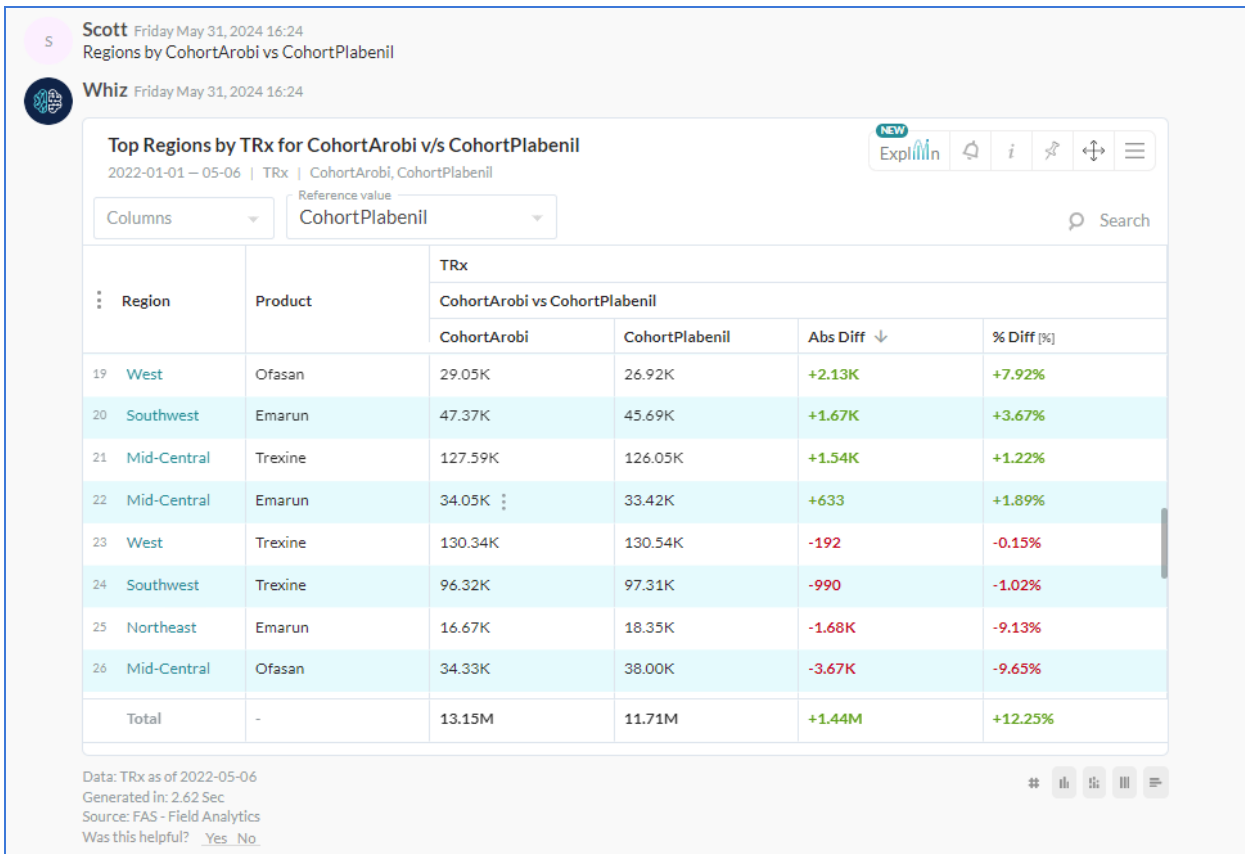 S
Scott Friday May 31, 2024 16:24
Regions by CohortArobi vs CohortPlabenil
Whiz Friday May 31, 2024 16:24
Top Regions by TRx for CohortArobi v/s CohortPlabenil
2022-01-01 — 05-06 | TRx | CohortArobi, CohortPlabenil
NEW
Explain
i
Columns
Reference value
CohortPlabenil
Search
Region Product TRx
CohortArobi vs CohortPlabenil
CohortArobi CohortPlabenil Abs Diff % Diff [%]
19 West Ofasan 29.05K 26.92K +2.13K +7.92%
20 Southwest Emarun 47.37K 45.69K +1.67K +3.67%
21 Mid-Central Trexine 127.59K 126.05K +1.54K +1.22%
22 Mid-Central Emarun 34.05K 33.42K +633 +1.89%
23 West Trexine 130.34K 130.54K -192 -0.15%
24 Southwest Trexine 96.32K 97.31K -990 -1.02%
25 Northeast Emarun 16.67K 18.35K -1.68K -9.13%
26 Mid-Central Ofasan 34.33K 38.00K -3.67K -9.65%
Total - 13.15M 11.71M +1.44M +12.25%
Data: TRx as of 2022-05-06
Generated in: 2.62 Sec
Source: FAS - Field Analytics
Was this helpful? Yes No
#